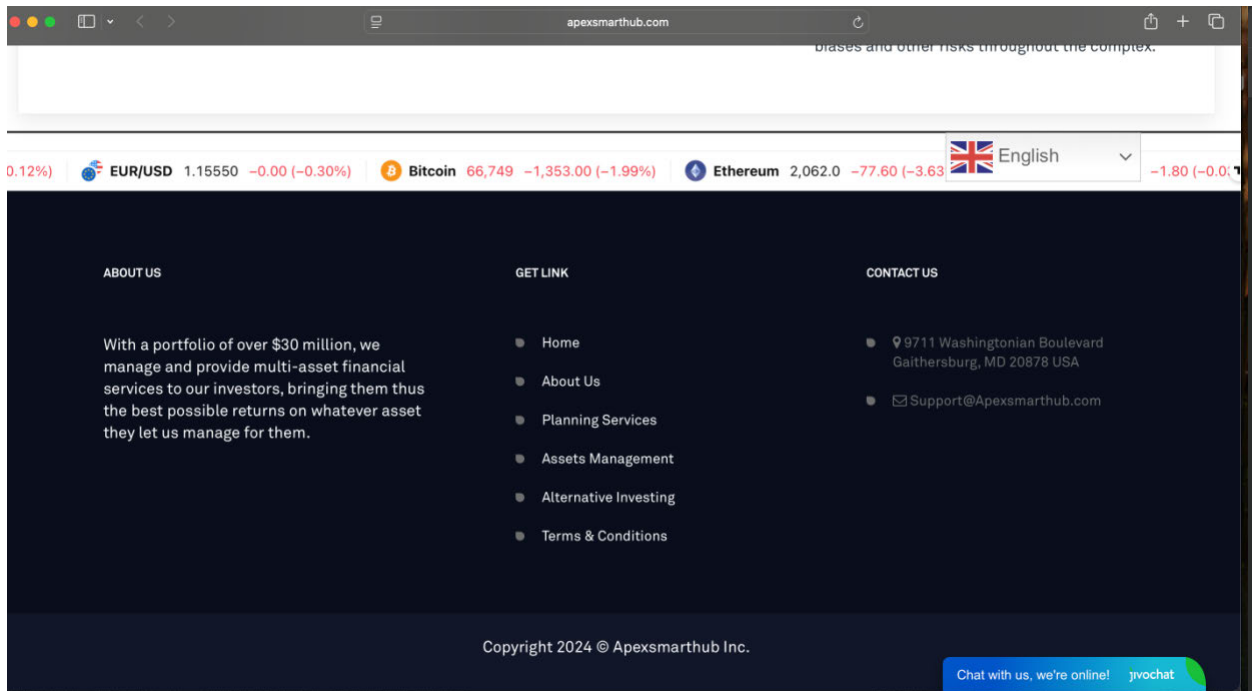 apexsmarthub.com
biases and other risks throughout the complex.
0.12%) EUR/USD 1.15550 −0.00 (−0.30%) Bitcoin 66,749 −1,353.00 (−1.99%) Ethereum 2,062.0 −77.60 (−3.63 English −1.80 (−0.0
ABOUT US
With a portfolio of over $30 million, we
manage and provide multi-asset financial
services to our investors, bringing them thus
the best possible returns on whatever asset
they let us manage for them.
GET LINK
Home
About Us
Planning Services
Assets Management
Alternative Investing
Terms & Conditions
CONTACT US
9711 Washingtonian Boulevard
Gaithersburg, MD 20878 USA
Support@Apexsmarthub.com
Copyright 2024 © Apexsmarthub Inc.
Chat with us, we're online! jivochat